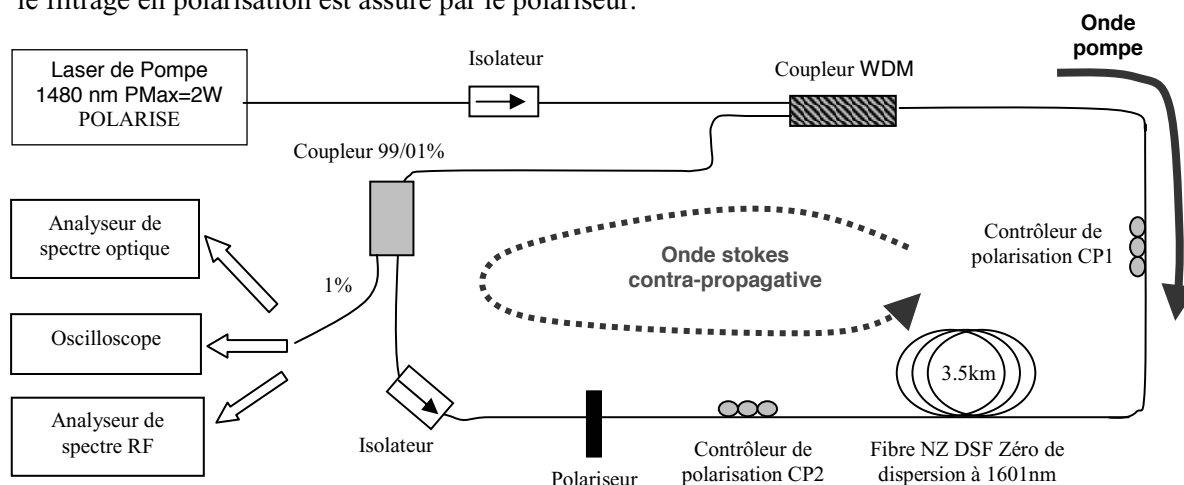 le filtrage en polarisation est assuré par le polariseur.
Onde
pompe
Laser de Pompe
1480 nm PMax=2W
POLARISE
Isolateur
Coupleur WDM
Coupleur 99/01%
Analyseur de
spectre optique
Onde stokes
contra-propagative
Contrôleur de
polarisation CP1
1%
Oscilloscope
3.5km
Analyseur de
spectre RF
Isolateur
Polariseur
Contrôleur de
polarisation CP2
Fibre NZ DSF Zéro de
dispersion à 1601nm